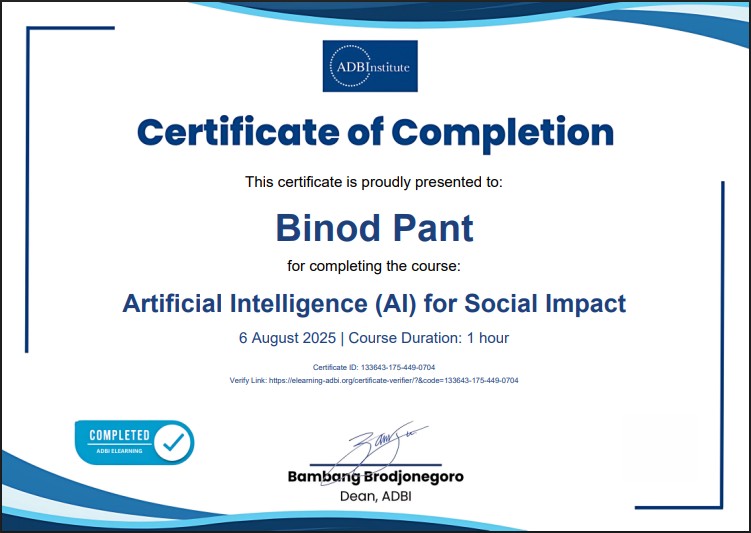 ADBInstitute
Certificate of Completion
This certificate is proudly presented to:
Binod Pant
for completing the course:
Artificial Intelligence (AI) for Social Impact
6 August 2025 | Course Duration: 1 hour
Certificate ID: 133643-175-449-0704
Verify Link: https://elearning-adbi.org/certificate-verifier/?&code=133643-175-449-0704
COMPLETED
ADBI ELEARNING
Bambang Brodjonegoro
Dean, ADBI